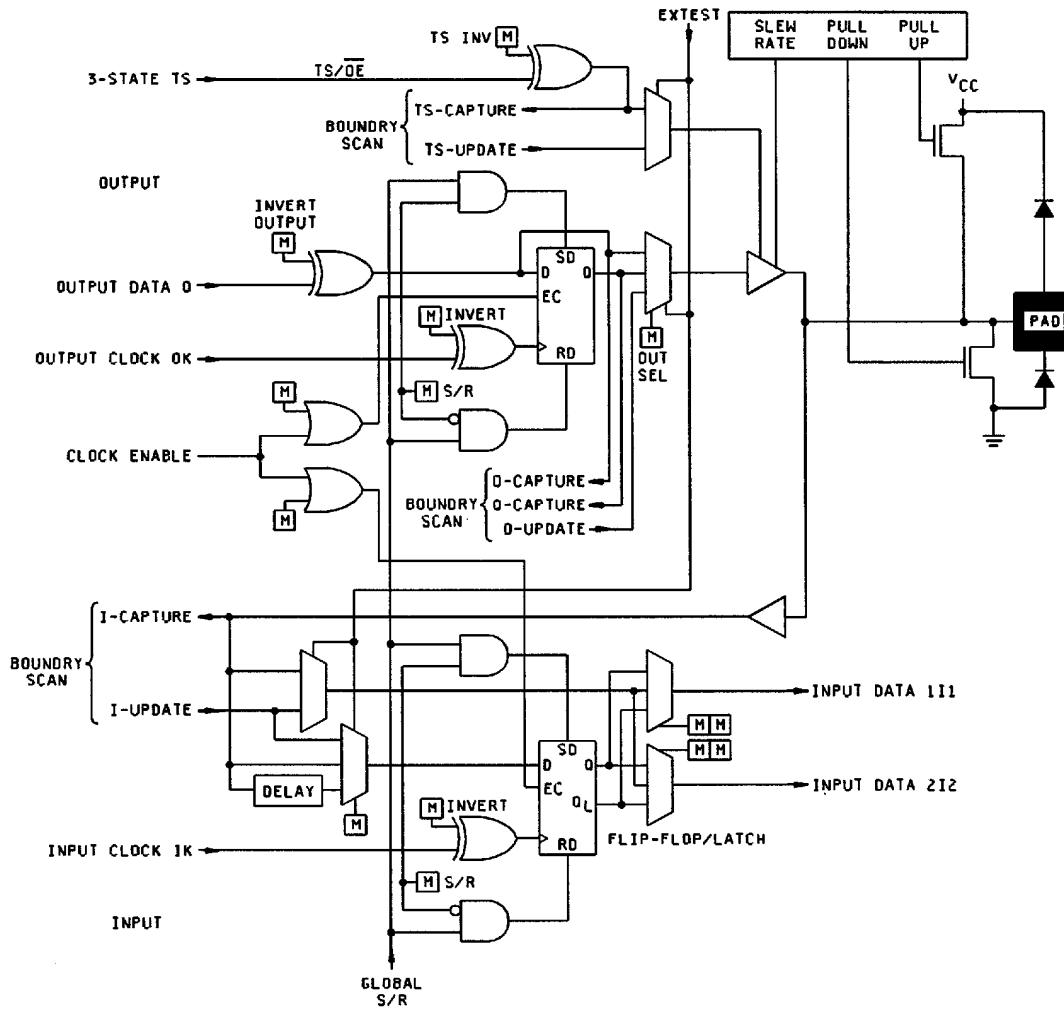 EXTEST
SLEW RATE
PULL DOWN
PULL UP
TS INV
M
3-STATE TS
TS/OE
VCC
TS-CAPTURE
BOUNDRY SCAN
TS-UPDATE
OUTPUT
INVERT OUTPUT
M
SD
D
Q
EC
OUTPUT DATA O
M
INVERT
PAD
OUTPUT CLOCK OK
RD
M
OUT SEL
M
S/R
M
CLOCK ENABLE
M
O-CAPTURE
BOUNDRY SCAN
Q-CAPTURE
O-UPDATE
I-CAPTURE
BOUNDRY SCAN
I-UPDATE
INPUT DATA 1I1
M M
M M
SD
D
Q
EC
QL
INPUT DATA 2I2
DELAY
M
M
INVERT
RD
FLIP-FLOP/LATCH
INPUT CLOCK IK
M
S/R
INPUT
GLOBAL S/R